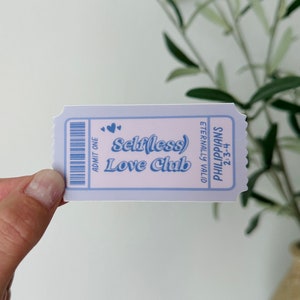 ADMIT ONE
Self(less)
Love Club
ETERNALLY VALID
PHILIPPIANS
2:3-4